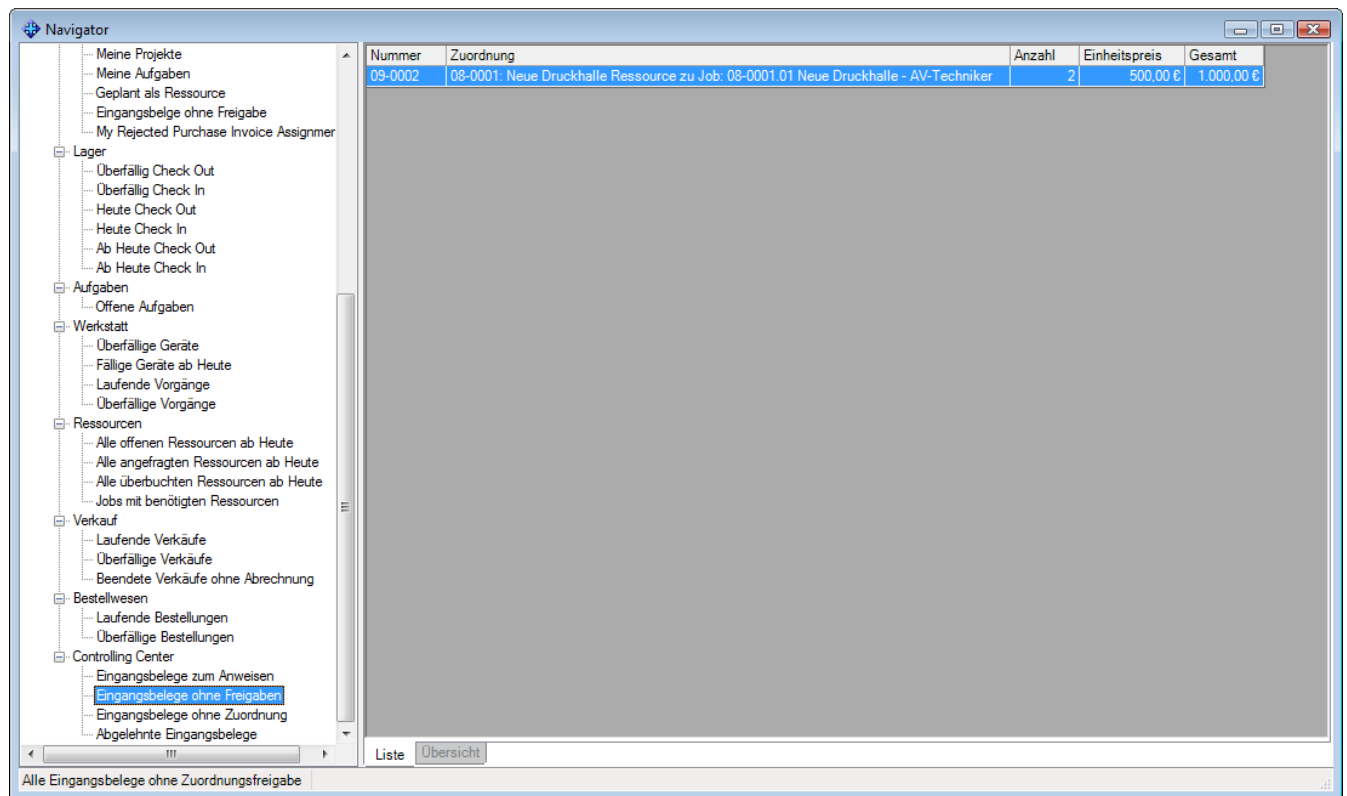 Navigator
Meine Projekte
Meine Aufgaben
Geplant als Ressource
Eingangsbelge ohne Freigabe
My Rejected Purchase Invoice Assignmer
Lager
Überfällig Check Out
Überfällig Check In
Heute Check Out
Heute Check In
Ab Heute Check Out
Ab Heute Check In
Aufgaben
Offene Aufgaben
Werkstatt
Überfällige Geräte
Fällige Geräte ab Heute
Laufende Vorgänge
Überfällige Vorgänge
Ressourcen
Alle offenen Ressourcen ab Heute
Alle angefragten Ressourcen ab Heute
Alle überbuchten Ressourcen ab Heute
Jobs mit benötigten Ressourcen
Verkauf
Laufende Verkäufe
Überfällige Verkäufe
Beendete Verkäufe ohne Abrechnung
Bestellwesen
Laufende Bestellungen
Überfällige Bestellungen
Controlling Center
Eingangsbelege zum Anweisen
Eingangsbelege ohne Freigaben
Eingangsbelege ohne Zuordnung
Abgelehnte Eingangsbelege
Nummer Zuordnung Anzahl Einheitspreis Gesamt
09-0002 08-0001: Neue Druckhalle Ressource zu Job: 08-0001.01 Neue Druckhalle - AV-Techniker 2 500,00 € 1.000,00 €
Liste Übersicht
Alle Eingangsbelege ohne Zuordnungsfreigabe